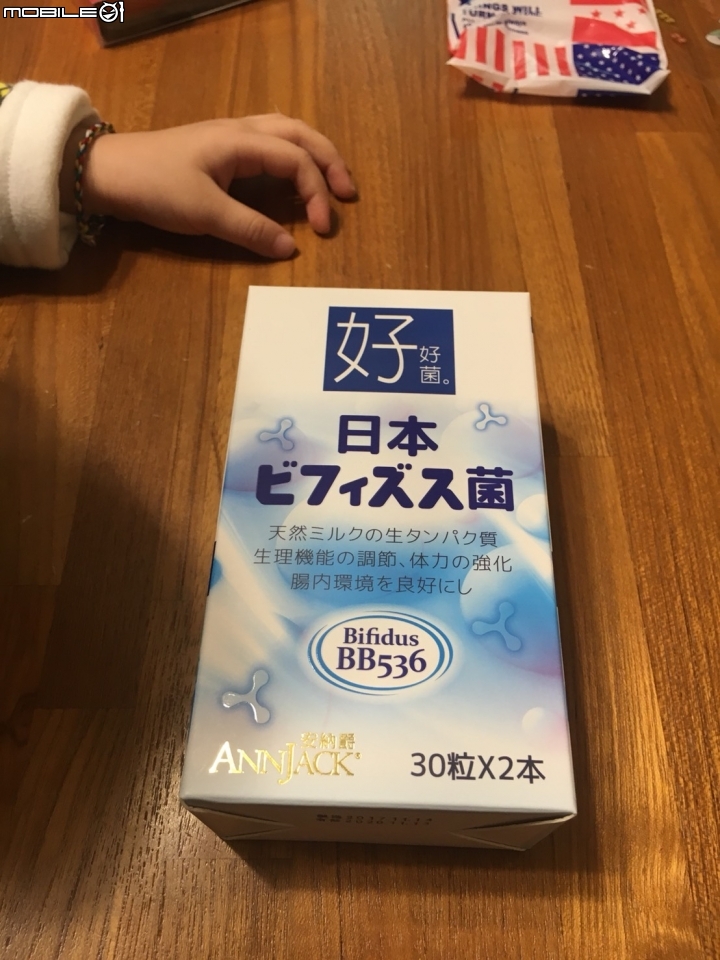 MOBILE01
INGS WILL
TURN
好好菌。
日本
ビフィズス菌
天然ミルクの生タンパク質
生理機能の調節、体力の強化
腸内環境を良好にし
Bifidus
BB536
安納爵
ANNJACK
30粒X2本